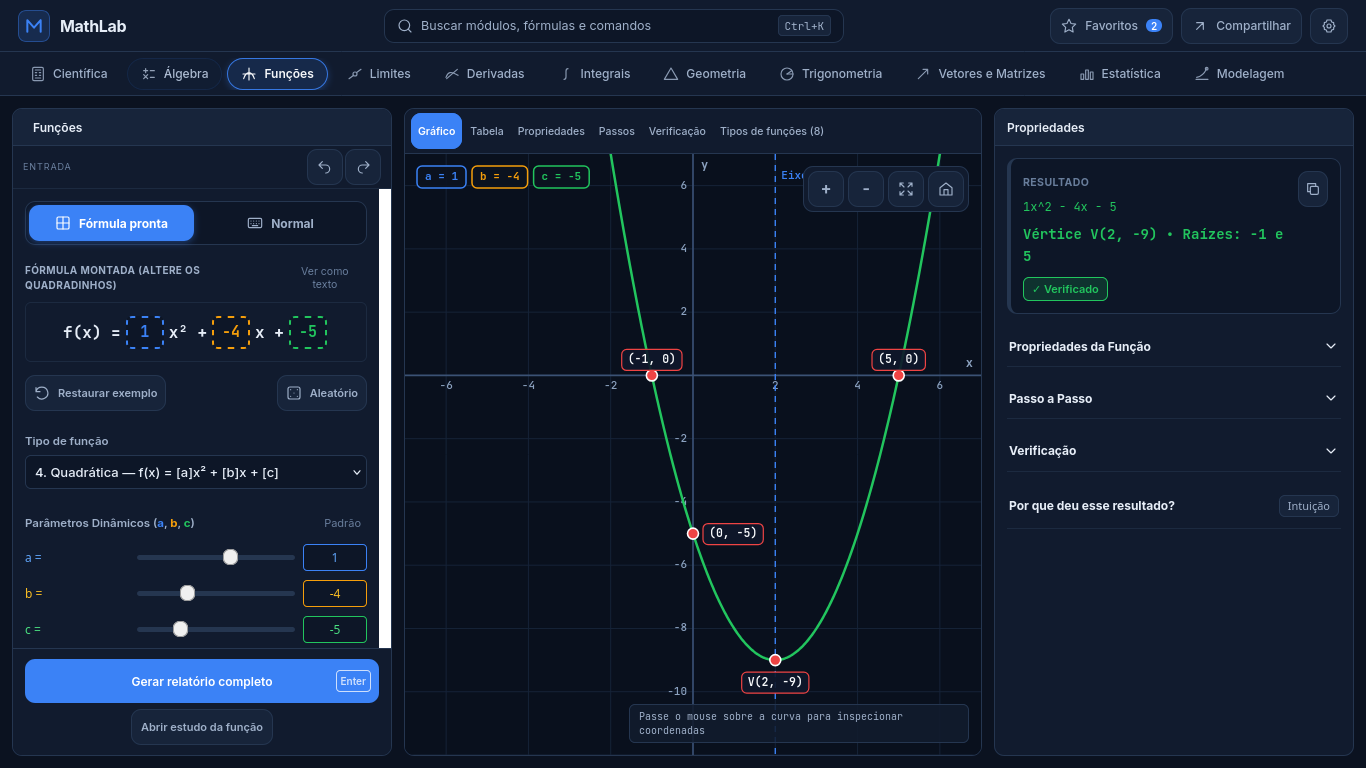 MathLab
Buscar módulos, fórmulas e comandos
Ctrl+K
Favoritos 2
Compartilhar
Científica
Álgebra
Funções
Limites
Derivadas
Integrais
Geometria
Trigonometria
Vetores e Matrizes
Estatística
Modelagem
Funções
ENTRADA
Fórmula pronta
Normal
FÓRMULA MONTADA (ALTERE OS
QUADRADINHOS)
Ver como
texto
f(x) = 1 x² + -4 x + -5
Restaurar exemplo
Aleatório
Tipo de função
4. Quadrática — f(x) = [a]x² + [b]x + [c]
Parâmetros Dinâmicos (a, b, c)
Padrão
a =
1
b =
-4
c =
-5
Gerar relatório completo
Enter
Abrir estudo da função
Gráfico
Tabela
Propriedades
Passos
Verificação
Tipos de funções (8)
a = 1
b = -4
c = -5
y
+
-
6
4
2
(-1, 0)
(5, 0)
x
-6
-4
-2
2
4
6
-2
-4
(0, -5)
-6
-8
V(2, -9)
-10
Passe o mouse sobre a curva para inspecionar
coordenadas
Propriedades
RESULTADO
1x^2 - 4x - 5
Vértice V(2, -9) • Raízes: -1 e
5
✓ Verificado
Propriedades da Função
Passo a Passo
Verificação
Por que deu esse resultado?
Intuição